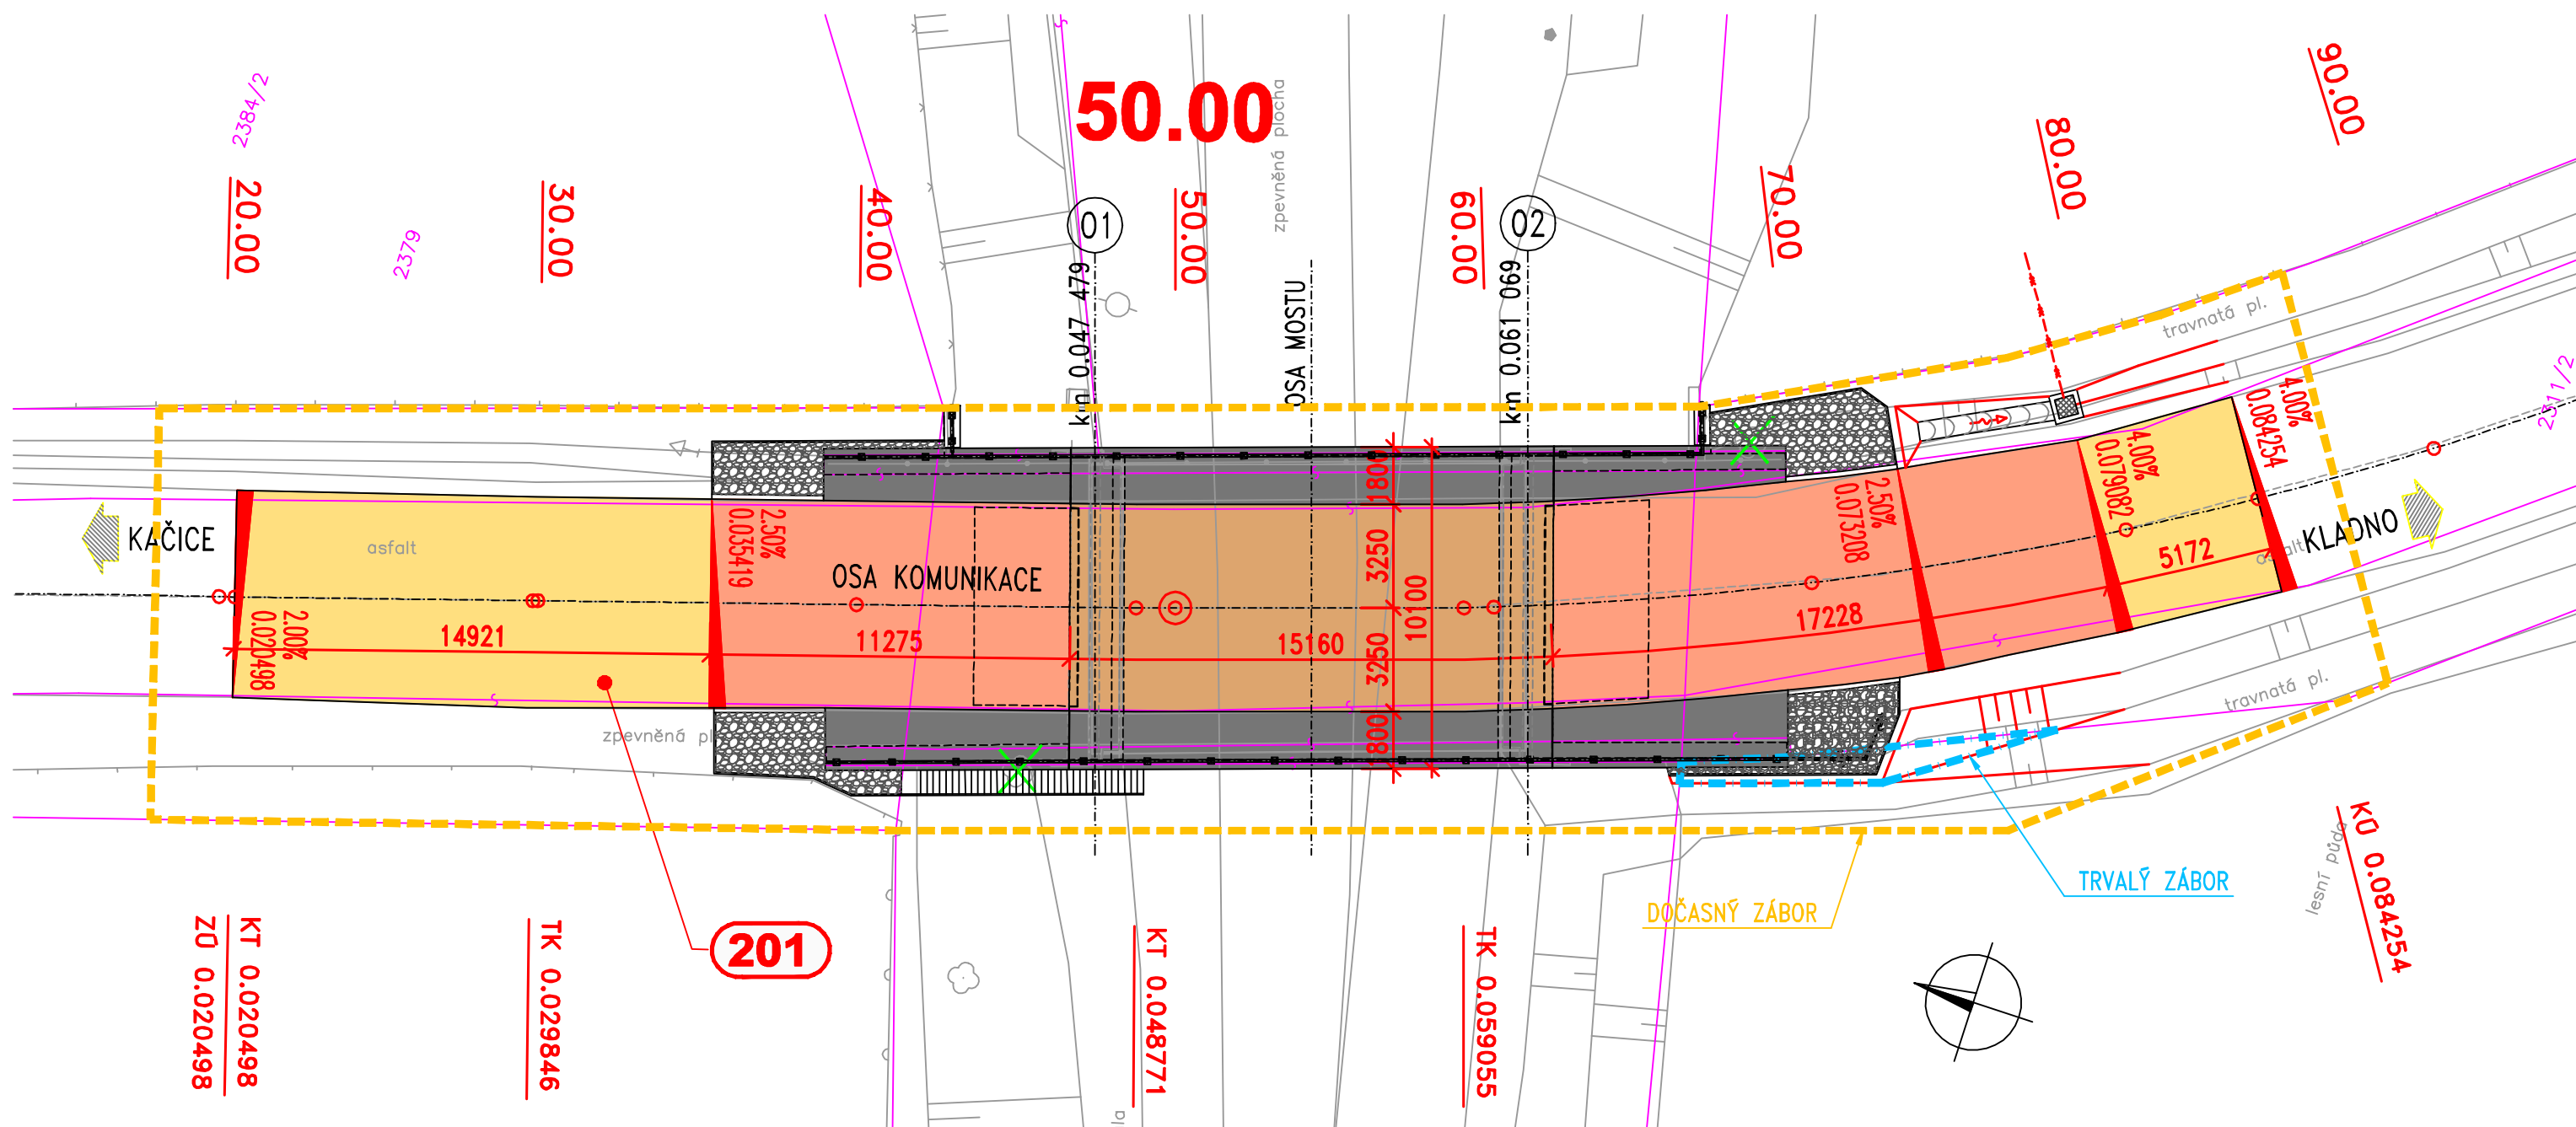 50.00
2384/2
2379
20.00
30.00
40.00
50.00
60.00
70.00
80.00
90.00
01
02
km 0.047 479
km 0.061 069
OSA MOSTU
zpevněná plocha
travnatá pl.
2511/2
4.00%
0.084254
4.00%
0.079082
2.50%
0.073208
2.50%
0.035419
2.00%
0.020498
KAČICE
asfalt
OSA KOMUNIKACE
KLADNO
14921
11275
15160
17228
5172
1800
3250
3250
1800
10100
zpevněná pl
travnatá pl.
201
DOČASNÝ ZÁBOR
TRVALÝ ZÁBOR
lesní půda
KÚ 0.084254
ZÚ 0.020498
KT 0.020498
TK 0.029846
KT 0.048771
TK 0.059055
la